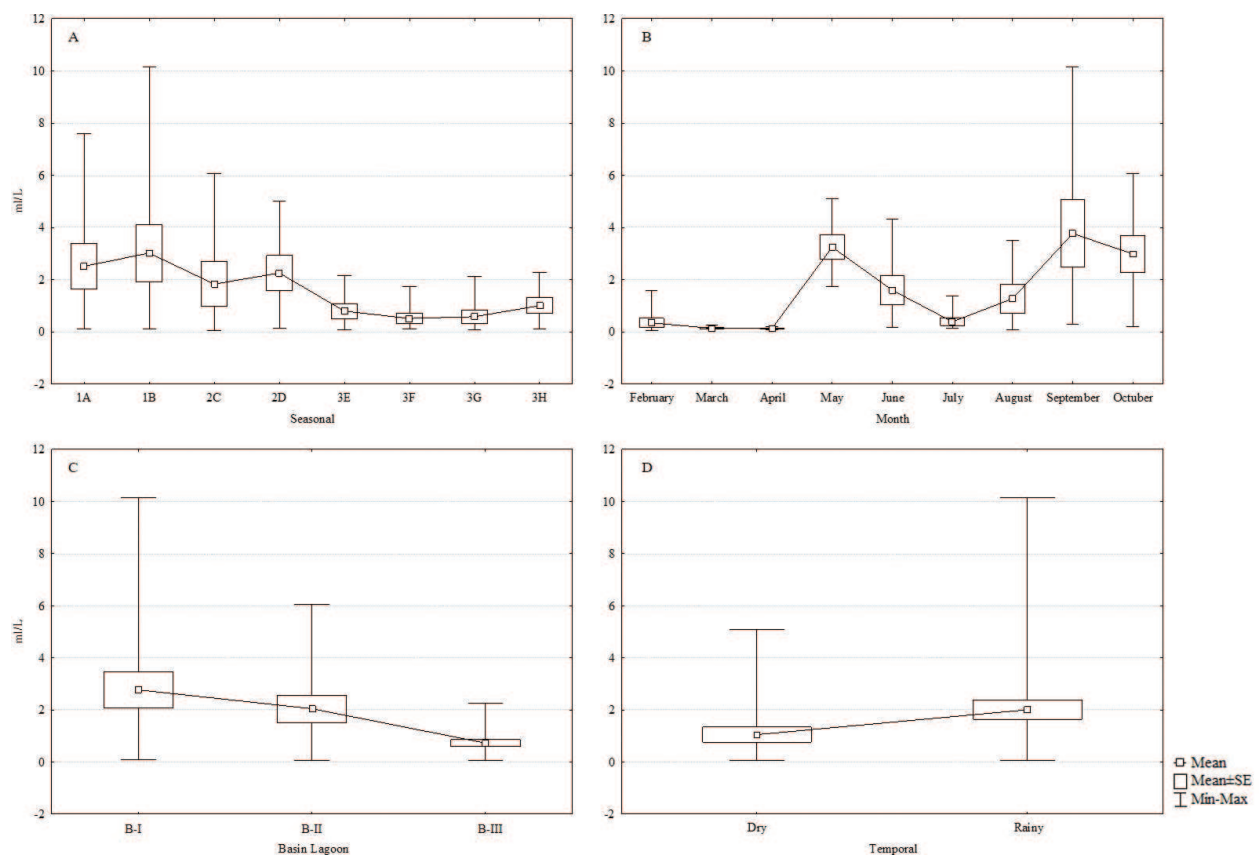 A
12
10
8
6
4
2
0
-2
ml/L
1A 1B 2C 2D 3E 3F 3G 3H
Seasonal
B
12
10
8
6
4
2
0
-2
February March April May June July August September Octuber
Month
C
12
10
8
6
4
2
0
-2
ml/L
B-I B-II B-III
Basin Lagoon
D
12
10
8
6
4
2
0
-2
Dry Rainy
Temporal
Mean
Mean±SE
Min-Max